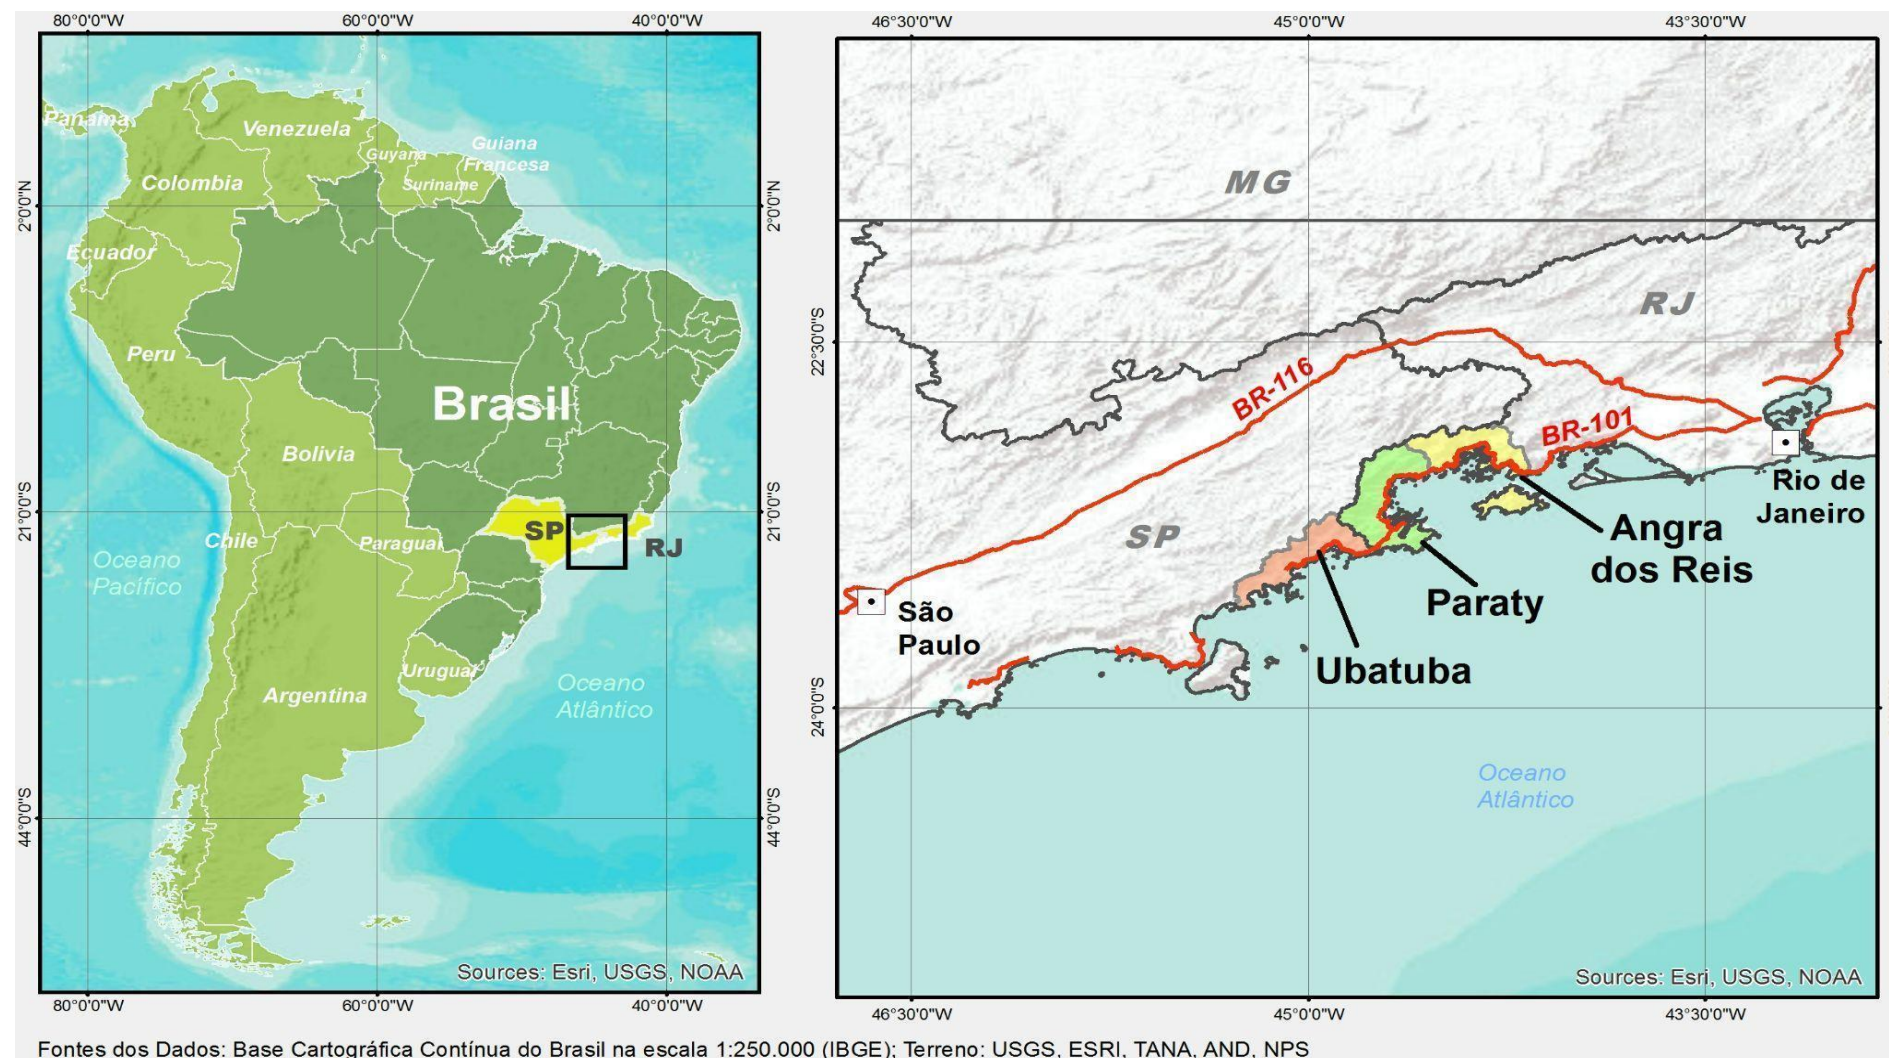 80°0'0"W
60°0'0"W
40°0'0"W
2°0'0"N
21°0'0"S
44°0'0"S
2°0'0"N
21°0'0"S
44°0'0"S
Panama
Venezuela
Guyana
Guiana
Francesa
Suriname
Colombia
Ecuador
Peru
Brasil
Bolivia
SP
RJ
Chile
Paraguai
Oceano
Pacífico
Uruguai
Argentina
Oceano
Atlântico
Sources: Esri, USGS, NOAA
80°0'0"W
60°0'0"W
40°0'0"W
46°30'0"W
45°0'0"W
43°30'0"W
22°30'0"S
24°0'0"S
MG
RJ
BR-116
BR-101
Rio de
Janeiro
SP
Angra
dos Reis
Paraty
São
Paulo
Ubatuba
Oceano
Atlântico
Sources: Esri, USGS, NOAA
46°30'0"W
45°0'0"W
43°30'0"W
Fontes dos Dados: Base Cartográfica Contínua do Brasil na escala 1:250.000 (IBGE); Terreno: USGS, ESRI, TANA, AND, NPS